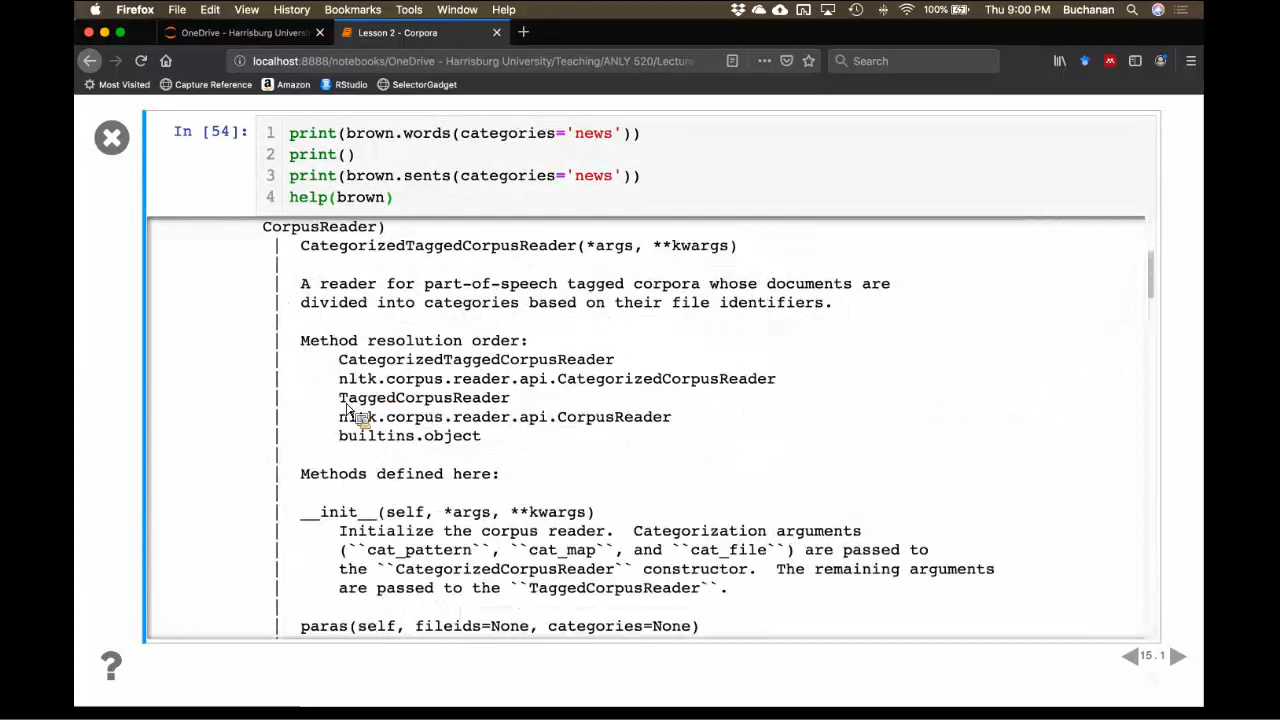 Firefox File Edit View History Bookmarks Tools Window Help 100% Thu 9:00 PM Buchanan
OneDrive - Harrisburg Universi Lesson 2 - Corpora
localhost:8888/notebooks/OneDrive - Harrisburg University/Teaching/ANLY 520/Lectur Search
Most Visited Capture Reference Amazon RStudio SelectorGadget
In [54]: 1 print(brown.words(categories='news'))
2 print()
3 print(brown.sents(categories='news'))
4 help(brown)
CorpusReader)
| CategorizedTaggedCorpusReader(*args, **kwargs)
|
| A reader for part-of-speech tagged corpora whose documents are
| divided into categories based on their file identifiers.
|
| Method resolution order:
| CategorizedTaggedCorpusReader
| nltk.corpus.reader.api.CategorizedCorpusReader
| TaggedCorpusReader
| nltk.corpus.reader.api.CorpusReader
| builtins.object
|
| Methods defined here:
|
| __init__(self, *args, **kwargs)
| Initialize the corpus reader. Categorization arguments
| (``cat_pattern``, ``cat_map``, and ``cat_file``) are passed to
| the ``CategorizedCorpusReader`` constructor. The remaining arguments
| are passed to the ``TaggedCorpusReader``.
|
| paras(self, fileids=None, categories=None)
? 15.1